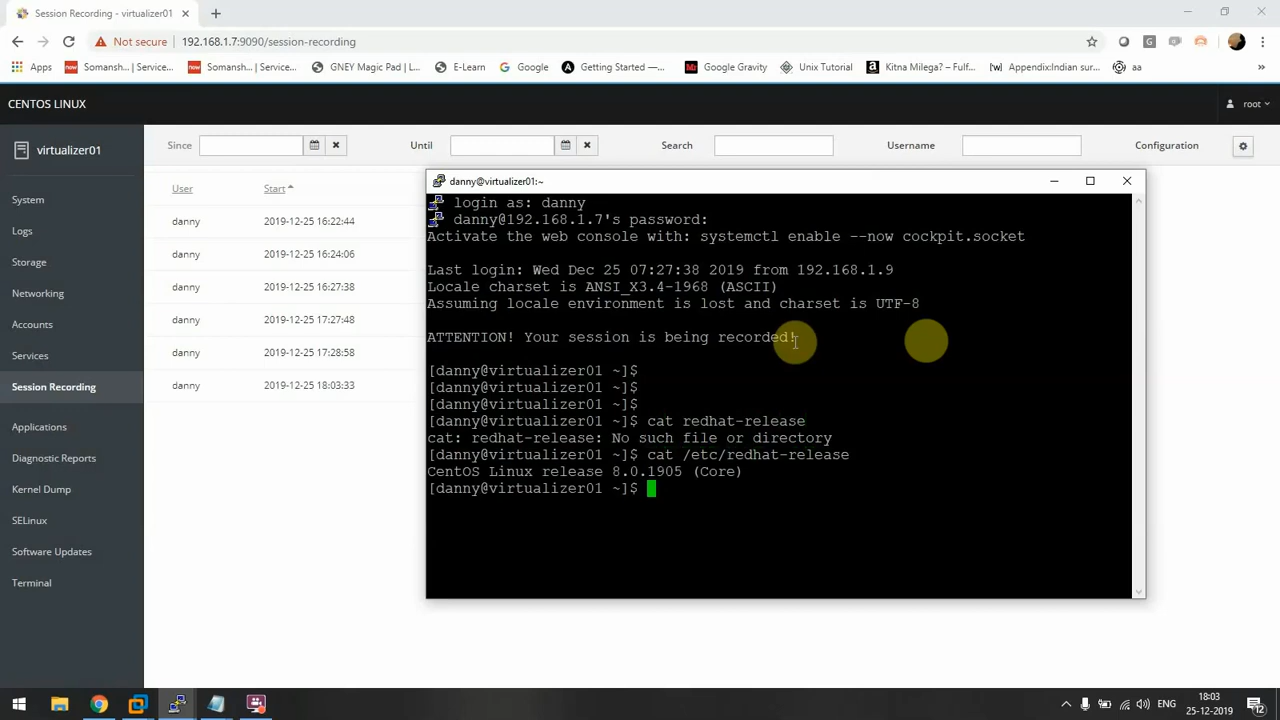 Session Recording - virtualizer01
Not secure
192.168.1.7:9090/session-recording
Apps
Somansh... | Service...
Somansh... | Service...
GNEY Magic Pad | L...
E-Learn
Google
Getting Started —...
Google Gravity
Unix Tutorial
Kitna Milega? – Fulf...
Appendix:Indian sur...
aa
CENTOS LINUX
root
virtualizer01
System
Logs
Storage
Networking
Accounts
Services
Session Recording
Applications
Diagnostic Reports
Kernel Dump
SELinux
Software Updates
Terminal
Since
Until
Search
Username
Configuration
User Start
danny 2019-12-25 16:22:44
danny 2019-12-25 16:24:06
danny 2019-12-25 16:27:38
danny 2019-12-25 17:27:48
danny 2019-12-25 17:28:58
danny 2019-12-25 18:03:33
danny@virtualizer01:~
login as: danny
danny@192.168.1.7's password:
Activate the web console with: systemctl enable --now cockpit.socket
Last login: Wed Dec 25 07:27:38 2019 from 192.168.1.9
Locale charset is ANSI_X3.4-1968 (ASCII)
Assuming locale environment is lost and charset is UTF-8
ATTENTION! Your session is being recorded!
[danny@virtualizer01 ~]$
[danny@virtualizer01 ~]$
[danny@virtualizer01 ~]$
[danny@virtualizer01 ~]$ cat redhat-release
cat: redhat-release: No such file or directory
[danny@virtualizer01 ~]$ cat /etc/redhat-release
CentOS Linux release 8.0.1905 (Core)
[danny@virtualizer01 ~]$
ENG
18:03
25-12-2019
12